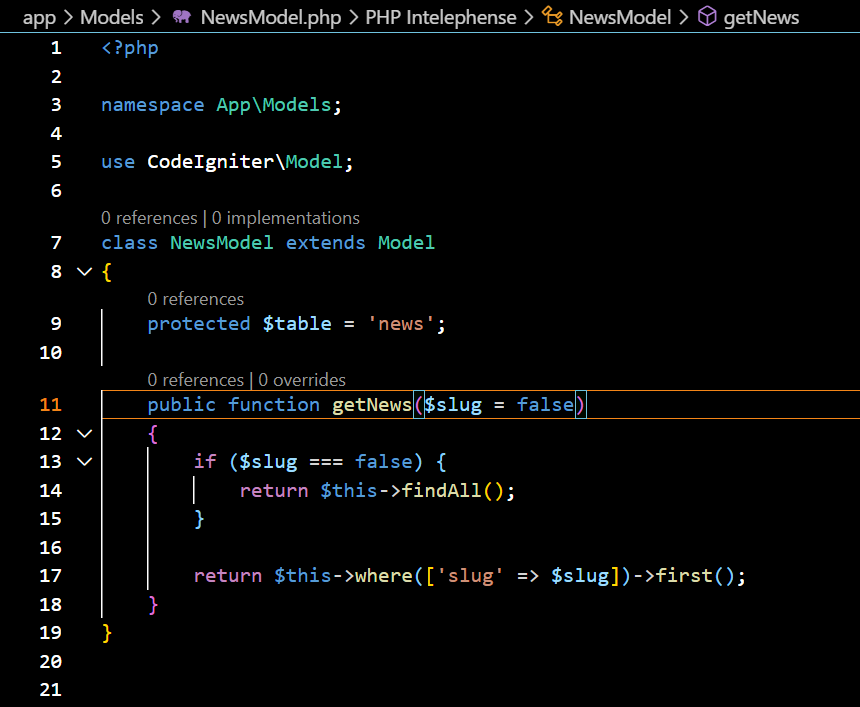 app > Models > NewsModel.php > PHP Intelephense > NewsModel > getNews
1 <?php
2
3 namespace App\Models;
4
5 use CodeIgniter\Model;
6
0 references | 0 implementations
7 class NewsModel extends Model
8 {
0 references
9 protected $table = 'news';
10
0 references | 0 overrides
11 public function getNews($slug = false)
12 {
13 if ($slug === false) {
14 return $this->findAll();
15 }
16
17 return $this->where(['slug' => $slug])->first();
18 }
19 }
20
21